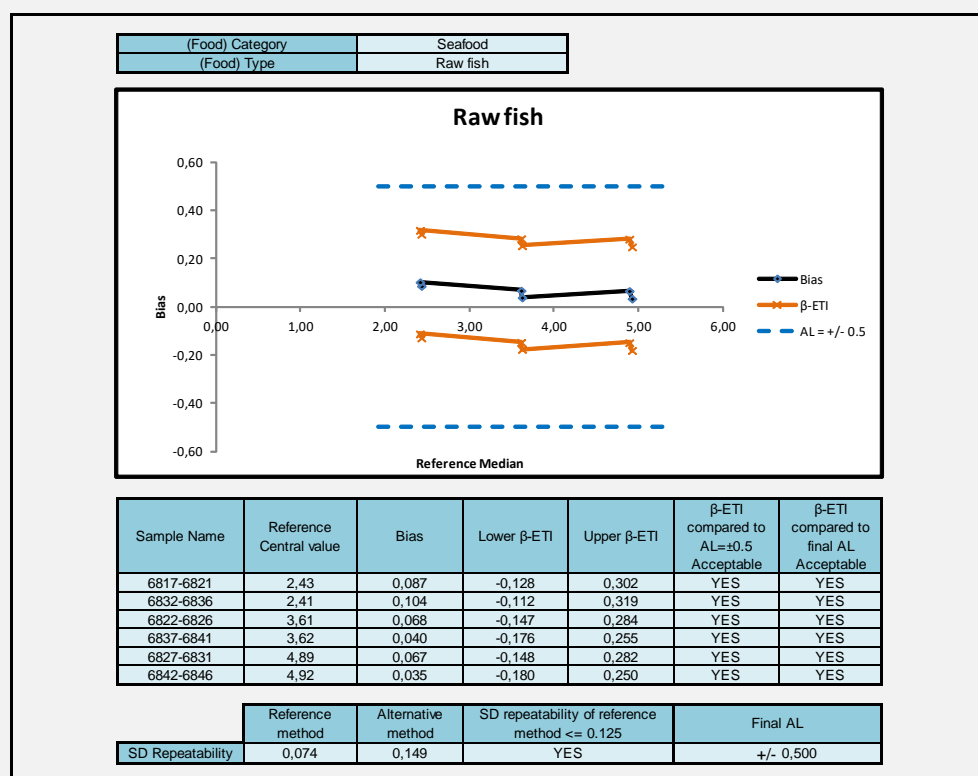 (Food) Category Seafood
(Food) Type Raw fish
Raw fish
0,60
0,40
0,20
0,00
-0,20
-0,40
-0,60
0,00 1,00 2,00 3,00 4,00 5,00 6,00
Bias
Reference Median
Bias
β-ETI
AL = +/- 0.5
Sample Name Reference Central value Bias Lower β-ETI Upper β-ETI β-ETI compared to AL=±0.5 Acceptable β-ETI compared to final AL Acceptable
6817-6821 2,43 0,087 -0,128 0,302 YES YES
6832-6836 2,41 0,104 -0,112 0,319 YES YES
6822-6826 3,61 0,068 -0,147 0,284 YES YES
6837-6841 3,62 0,040 -0,176 0,255 YES YES
6827-6831 4,89 0,067 -0,148 0,282 YES YES
6842-6846 4,92 0,035 -0,180 0,250 YES YES
Reference method Alternative method SD repeatability of reference method <= 0.125 Final AL
SD Repeatability 0,074 0,149 YES +/- 0,500